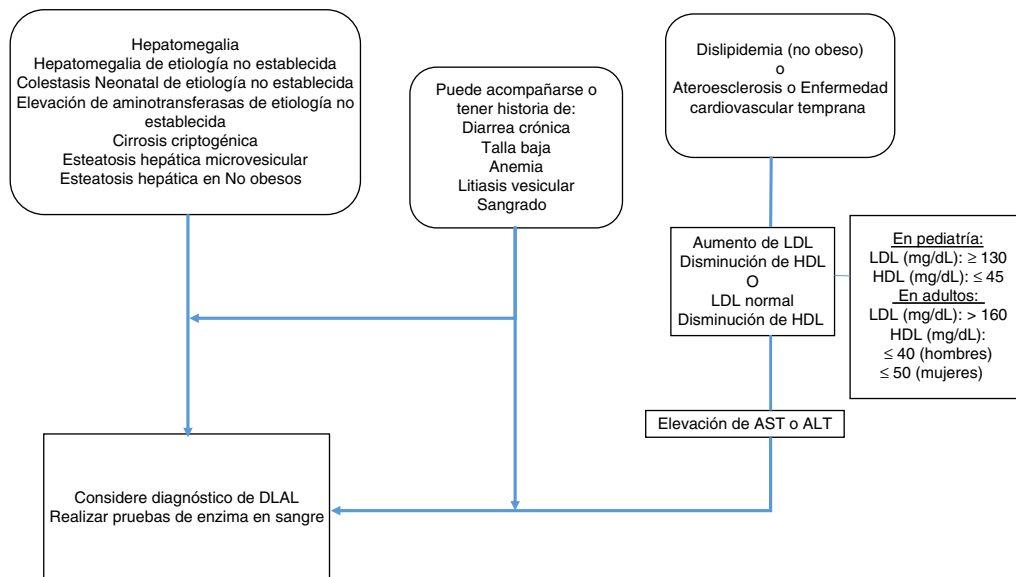 Hepatomegalia
Hepatomegalia de etiología no establecida
Colestasis Neonatal de etiología no establecida
Elevación de aminotransferasas de etiología no
establecida
Cirrosis criptogénica
Esteatosis hepática microvesicular
Esteatosis hepática en No obesos
Puede acompañarse o
tener historia de:
Diarrea crónica
Talla baja
Anemia
Litiasis vesicular
Sangrado
Dislipidemia (no obeso)
o
Ateroesclerosis o Enfermedad
cardiovascular temprana
Aumento de LDL
Disminución de HDL
O
LDL normal
Disminución de HDL
En pediatría:
LDL (mg/dL): ≥ 130
HDL (mg/dL): ≤ 45
En adultos:
LDL (mg/dL): > 160
HDL (mg/dL):
≤ 40 (hombres)
≤ 50 (mujeres)
Elevación de AST o ALT
Considere diagnóstico de DLAL
Realizar pruebas de enzima en sangre